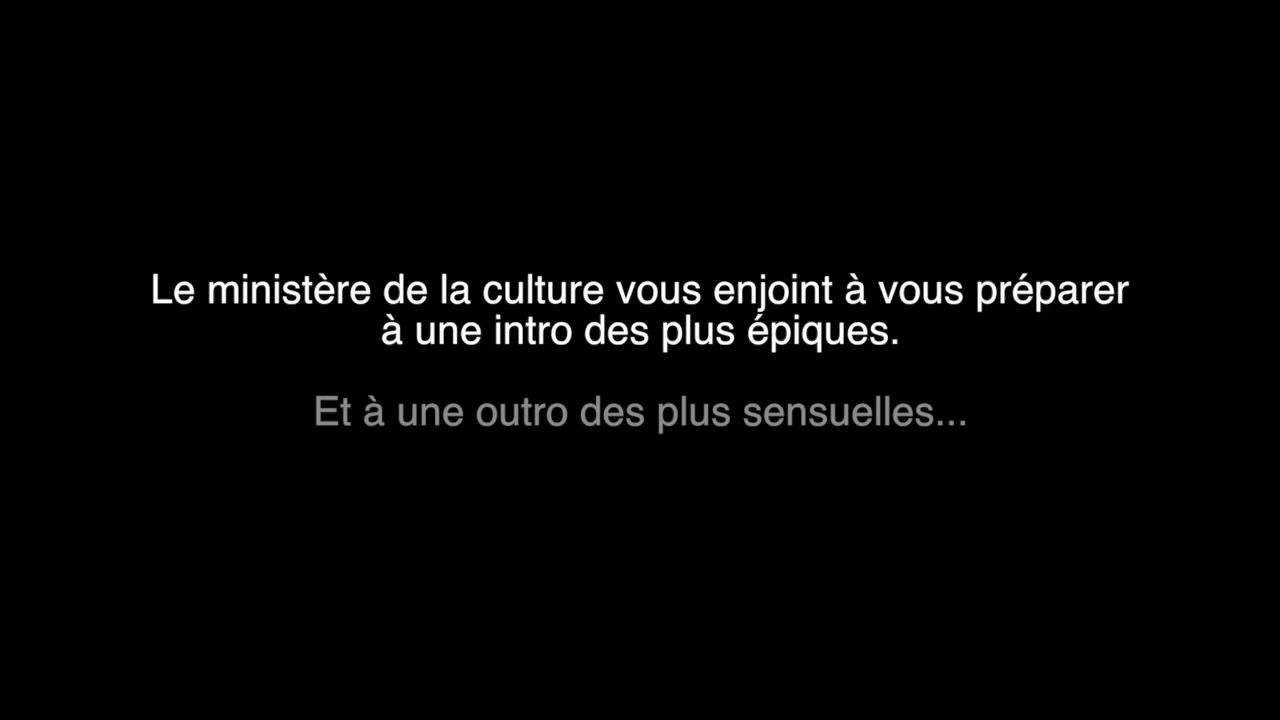 Le ministère de la culture vous enjoint à vous préparer
à une intro des plus épiques.
Et à une outro des plus sensuelles...